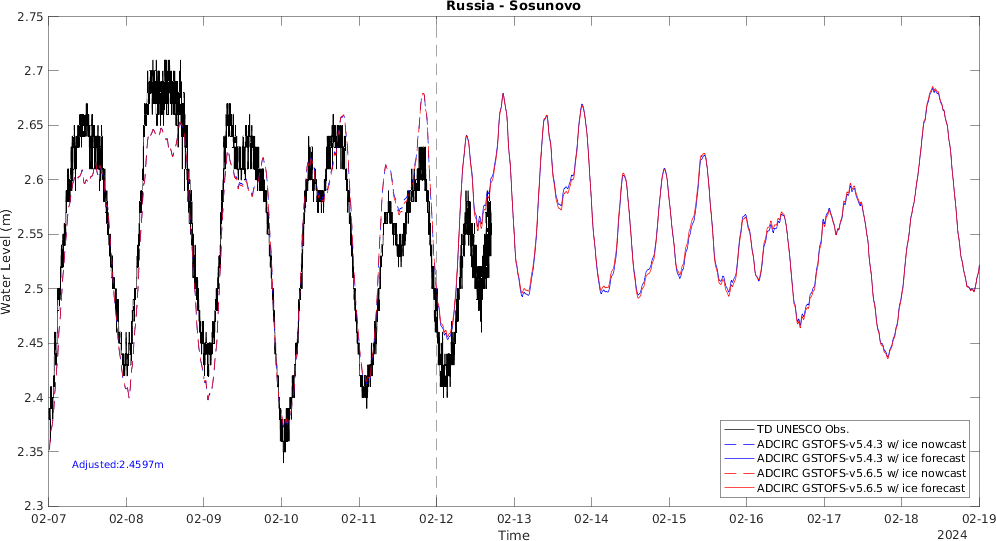 Russia - Sosunovo
2.75
2.7
2.65
2.6
2.55
2.5
2.45
2.4
2.35
2.3
Water Level (m)
Adjusted:2.4597m
TD UNESCO Obs.
ADCIRC GSTOFS-v5.4.3 w/ ice nowcast
ADCIRC GSTOFS-v5.4.3 w/ ice forecast
ADCIRC GSTOFS-v5.6.5 w/ ice nowcast
ADCIRC GSTOFS-v5.6.5 w/ ice forecast
02-07 02-08 02-09 02-10 02-11 02-12 02-13 02-14 02-15 02-16 02-17 02-18 02-19
Time
2024